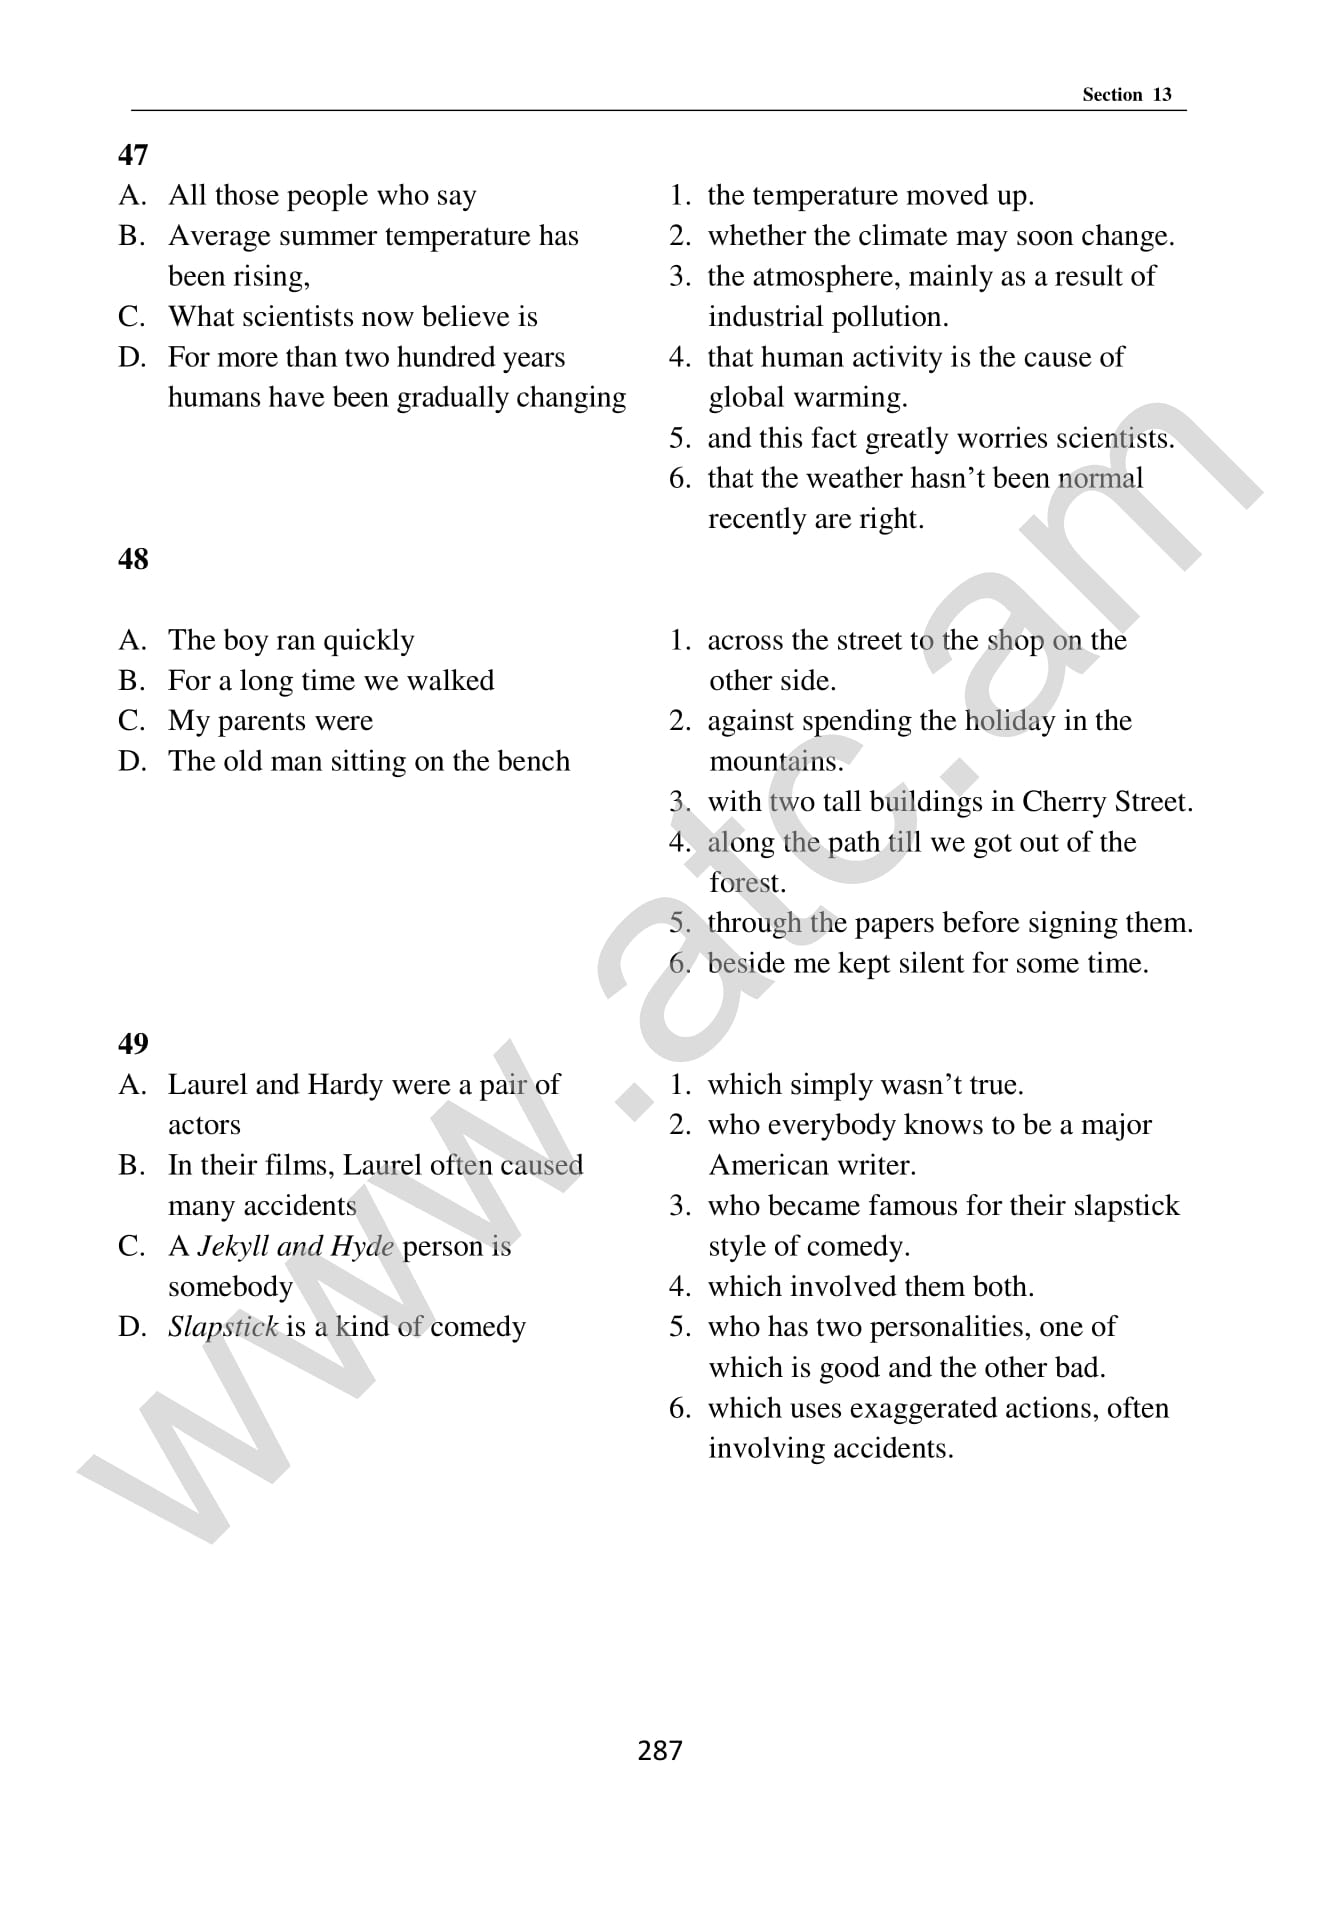 Section 13
47
A. All those people who say
B. Average summer temperature has
been rising,
C. What scientists now believe is
D. For more than two hundred years
humans have been gradually changing
1. the temperature moved up.
2. whether the climate may soon change.
3. the atmosphere, mainly as a result of
industrial pollution.
4. that human activity is the cause of
global warming.
5. and this fact greatly worries scientists.
6. that the weather hasn't been normal
recently are right.
48
A. The boy ran quickly
B. For a long time we walked
C. My parents were
D. The old man sitting on the bench
1. across the street to the shop on the
other side.
2. against spending the holiday in the
mountains.
3. with two tall buildings in Cherry Street.
4. along the path till we got out of the
forest.
5. through the papers before signing them.
6. beside me kept silent for some time.
49
A. Laurel and Hardy were a pair of
actors
B. In their films, Laurel often caused
many accidents
C. A Jekyll and Hyde person is
somebody
D. Slapstick is a kind of comedy
1. which simply wasn't true.
2. who everybody knows to be a major
American writer.
3. who became famous for their slapstick
style of comedy.
4. which involved them both.
5. who has two personalities, one of
which is good and the other bad.
6. which uses exaggerated actions, often
involving accidents.
287
www.atc.am